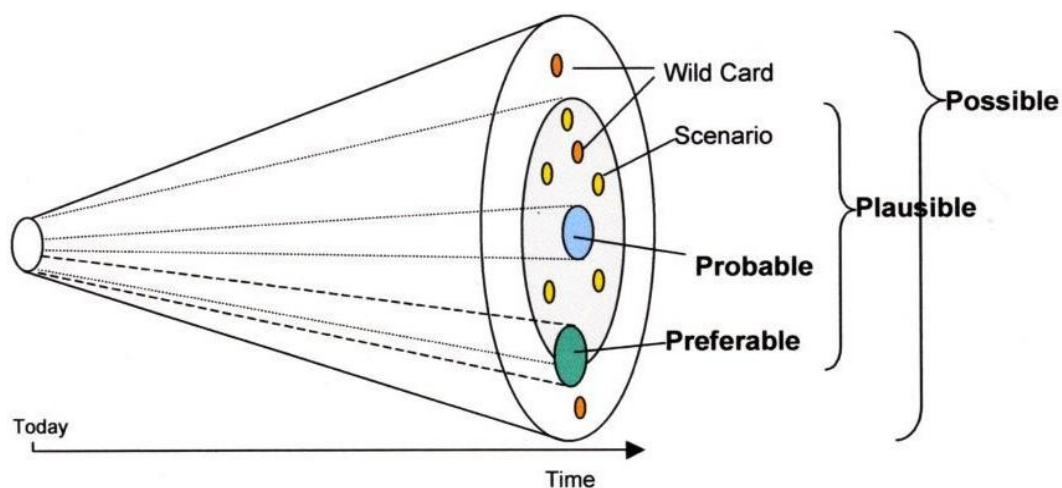 Wild Card
Possible
Scenario
Plausible
Probable
Preferable
Today
Time